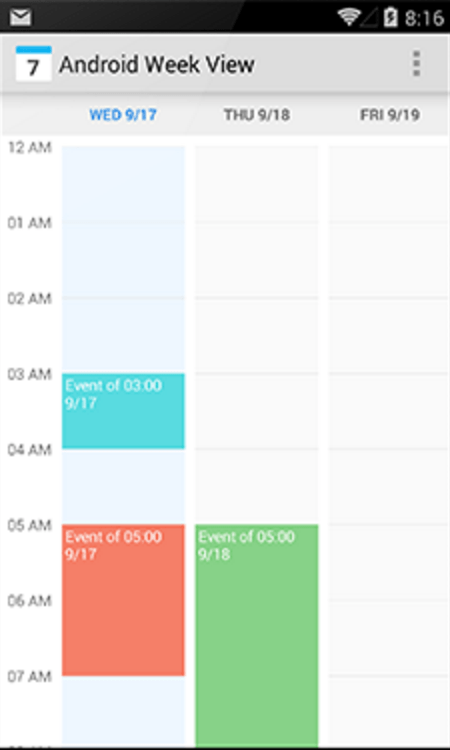 8:16
7 Android Week View
WED 9/17 THU 9/18 FRI 9/19
12 AM
01 AM
02 AM
03 AM
Event of 03:00
9/17
04 AM
05 AM
Event of 05:00
9/17
Event of 05:00
9/18
06 AM
07 AM